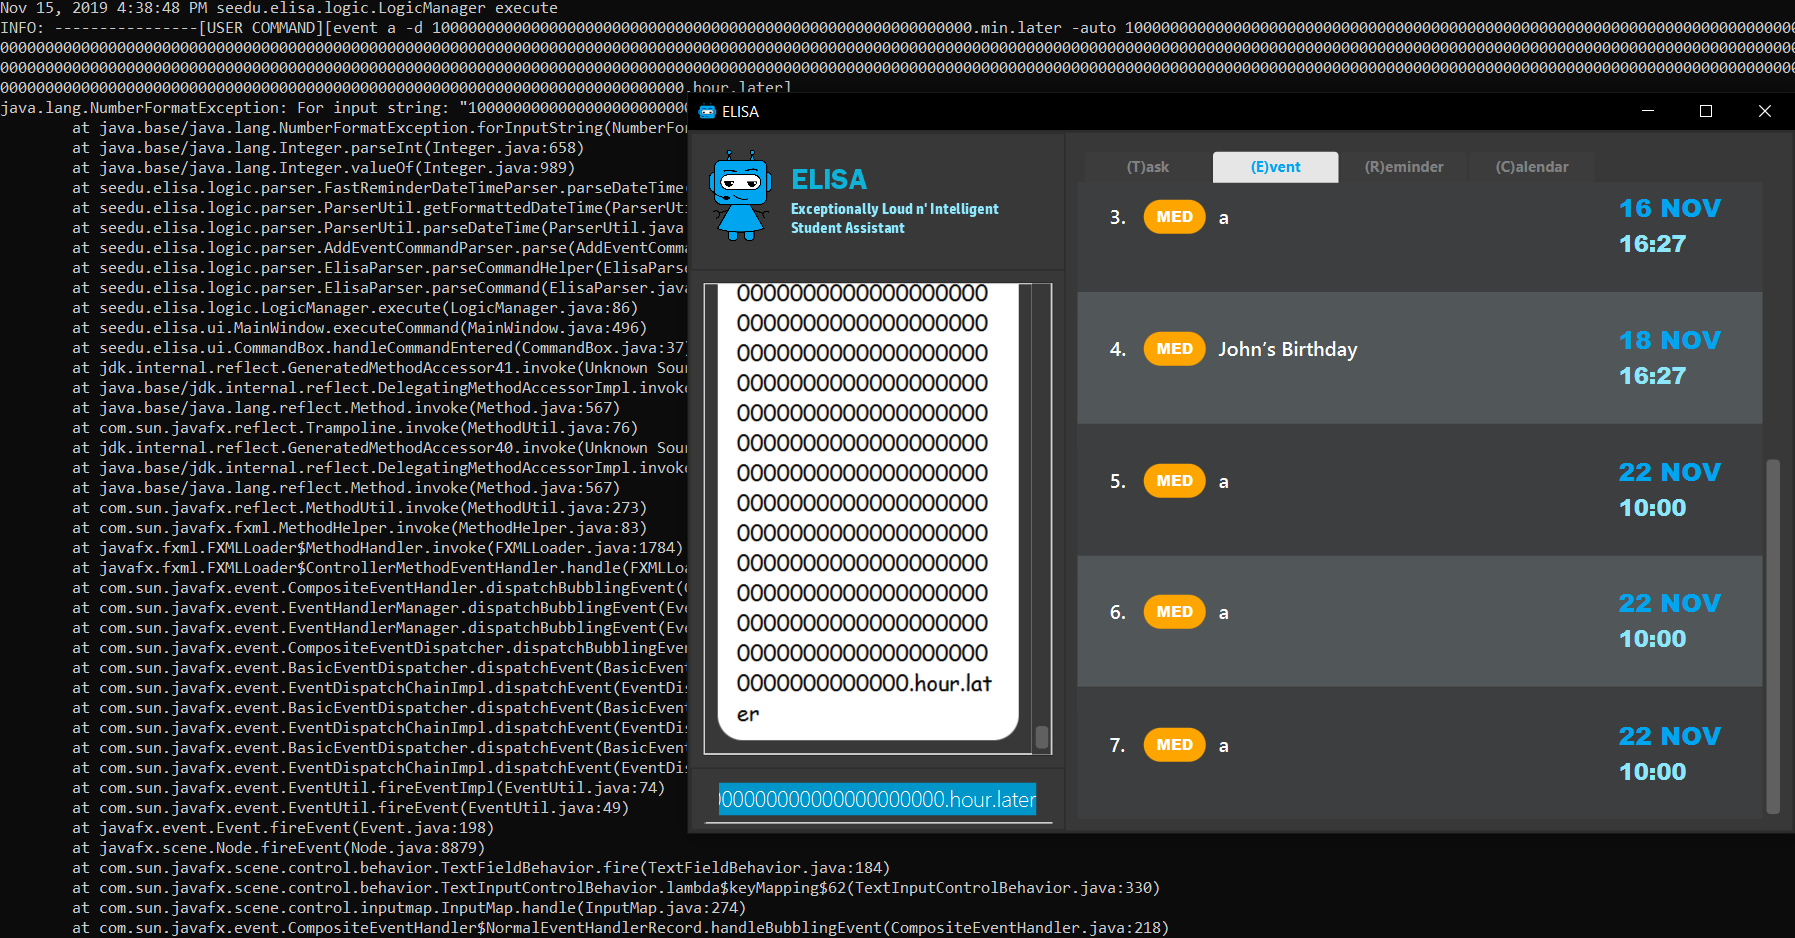 Nov 15, 2019 4:38:48 PM seedu.elisa.logic.LogicManager execute
INFO: ----------------[USER COMMAND][event a -d 100000000000000000000000000000000000000000000000000000000000.min.later -auto
.hour.later]
java.lang.NumberFormatException: For input string:
at java.base/java.lang.NumberFormatException.forInputString(NumberFor
at java.base/java.lang.Integer.parseInt(Integer.java:658)
at java.base/java.lang.Integer.valueOf(Integer.java:989)
at seedu.elisa.logic.parser.FastReminderDateTimeParser.parseDateTime(
at seedu.elisa.logic.parser.ParserUtil.getFormattedDateTime(ParserUti
at seedu.elisa.logic.parser.ParserUtil.parseDateTime(ParserUtil.java
at seedu.elisa.logic.parser.AddEventCommandParser.parse(AddEventComma
at seedu.elisa.logic.parser.ElisaParser.parseCommandHelper(ElisaParse
at seedu.elisa.logic.parser.ElisaParser.parseCommand(ElisaParser.java
at seedu.elisa.logic.LogicManager.execute(LogicManager.java:86)
at seedu.elisa.ui.MainWindow.executeCommand(MainWindow.java:496)
at seedu.elisa.ui.CommandBox.handleCommandEntered(CommandBox.java:37
at jdk.internal.reflect.GeneratedMethodAccessor41.invoke(Unknown Sour
at java.base/jdk.internal.reflect.DelegatingMethodAccessorImpl.invoke
at java.base/java.lang.reflect.Method.invoke(Method.java:567)
at com.sun.javafx.reflect.Trampoline.invoke(MethodUtil.java:76)
at jdk.internal.reflect.GeneratedMethodAccessor40.invoke(Unknown Sour
at java.base/jdk.internal.reflect.DelegatingMethodAccessorImpl.invoke
at java.base/java.lang.reflect.Method.invoke(Method.java:567)
at com.sun.javafx.reflect.MethodUtil.invoke(MethodUtil.java:273)
at com.sun.javafx.fxml.MethodHelper.invoke(MethodHelper.java:83)
at javafx.fxml.FXMLLoader$MethodHandler.invoke(FXMLLoader.java:1784)
at javafx.fxml.FXMLLoader$ControllerMethodEventHandler.handle(FXMLLoa
at com.sun.javafx.event.CompositeEventHandler.dispatchBubblingEvent(C
at com.sun.javafx.event.EventHandlerManager.dispatchBubblingEvent(Eve
at com.sun.javafx.event.EventHandlerManager.dispatchBubblingEvent(Eve
at com.sun.javafx.event.CompositeEventDispatcher.dispatchBubblingEven
at com.sun.javafx.event.BasicEventDispatcher.dispatchEvent(BasicEvent
at com.sun.javafx.event.EventDispatchChainImpl.dispatchEvent(EventDis
at com.sun.javafx.event.BasicEventDispatcher.dispatchEvent(BasicEvent
at com.sun.javafx.event.EventDispatchChainImpl.dispatchEvent(EventDis
at com.sun.javafx.event.BasicEventDispatcher.dispatchEvent(BasicEvent
at com.sun.javafx.event.EventDispatchChainImpl.dispatchEvent(EventDis
at com.sun.javafx.event.EventUtil.fireEventImpl(EventUtil.java:74)
at com.sun.javafx.event.EventUtil.fireEvent(EventUtil.java:49)
at javafx.event.Event.fireEvent(Event.java:198)
at javafx.scene.Node.fireEvent(Node.java:8879)
at com.sun.javafx.scene.control.behavior.TextFieldBehavior.fire(TextFieldBehavior.java:184)
at com.sun.javafx.scene.control.behavior.TextInputControlBehavior.lambda$keyMapping$62(TextInputControlBehavior.java:330)
at com.sun.javafx.scene.control.inputmap.InputMap.handle(InputMap.java:274)
at com.sun.javafx.event.CompositeEventHandler$NormalEventHandlerRecord.handleBubblingEvent(CompositeEventHandler.java:218)
ELISA
ELISA
Exceptionally Loud n' Intelligent
Student Assistant
0000000000000000000
0000000000000000000
0000000000000000000
0000000000000000000
0000000000000000000
0000000000000000000
0000000000000000000
0000000000000000000
0000000000000000000
0000000000000000000
0000000000000000000
0000000000000000000
0000000000000000000
0000000000000.hour.lat
er
00000000000000000000.hour.later
(T)ask
(E)vent
(R)eminder
(C)alendar
3. MED a 16 NOV
16:27
4. MED John's Birthday 18 NOV
16:27
5. MED a 22 NOV
10:00
6. MED a 22 NOV
10:00
7. MED a 22 NOV
10:00